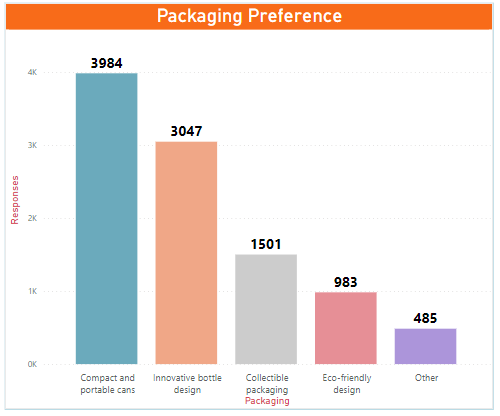 Packaging Preference
4K
3K
2K
1K
0K
Responses
3984
3047
1501
983
485
Compact and
portable cans
Innovative bottle
design
Collectible
packaging
Eco-friendly
design
Other
Packaging